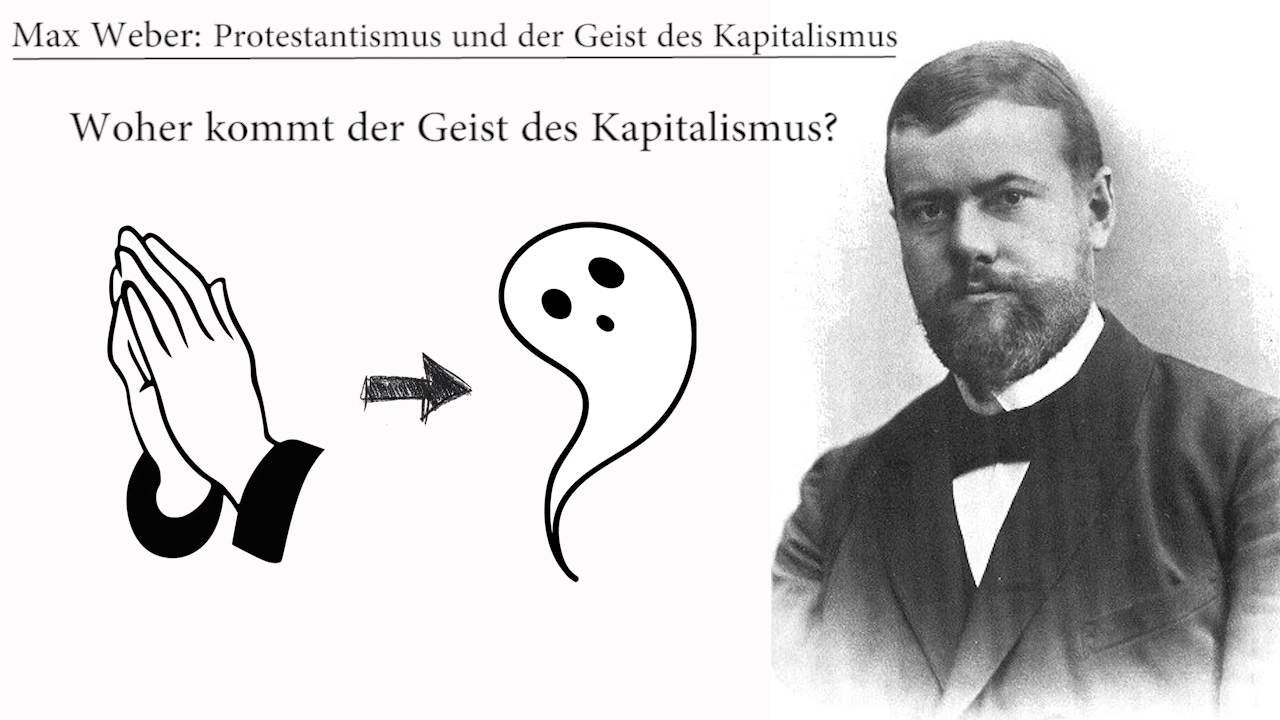 Max Weber: Protestantismus und der Geist des Kapitalismus
Woher kommt der Geist des Kapitalismus?